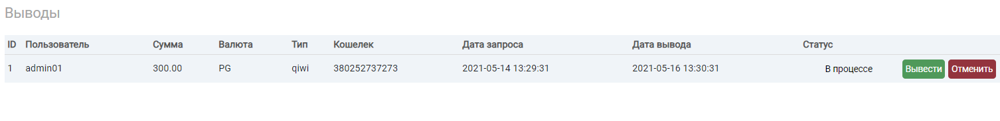 Выводы
ID Пользователь Сумма Валюта Тип Кошелек Дата запроса Дата вывода Статус
1 admin01 300.00 PG qiwi 380252737273 2021-05-14 13:29:31 2021-05-16 13:30:31 В процессе Вывести Отменить